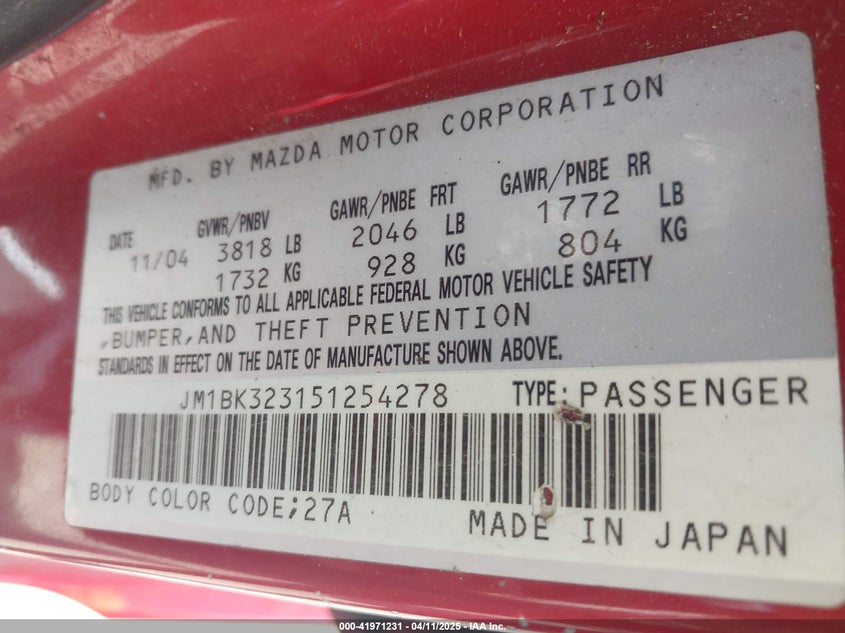 MFD. BY MAZDA MOTOR CORPORATION
DATE GVWR/PNBV GAWR/PNBE FRT GAWR/PNBE RR
11/04 3818 LB 2046 LB 1772 LB
1732 KG 928 KG 804 KG
THIS VEHICLE CONFORMS TO ALL APPLICABLE FEDERAL MOTOR VEHICLE SAFETY
,BUMPER,AND THEFT PREVENTION
STANDARDS IN EFFECT ON THE DATE OF MANUFACTURE SHOWN ABOVE.
JM1BK323151254278 TYPE: PASSENGER
BODY COLOR CODE;27A
MADE IN JAPAN
000-41971231 - 04/11/2025 - IAA Inc.